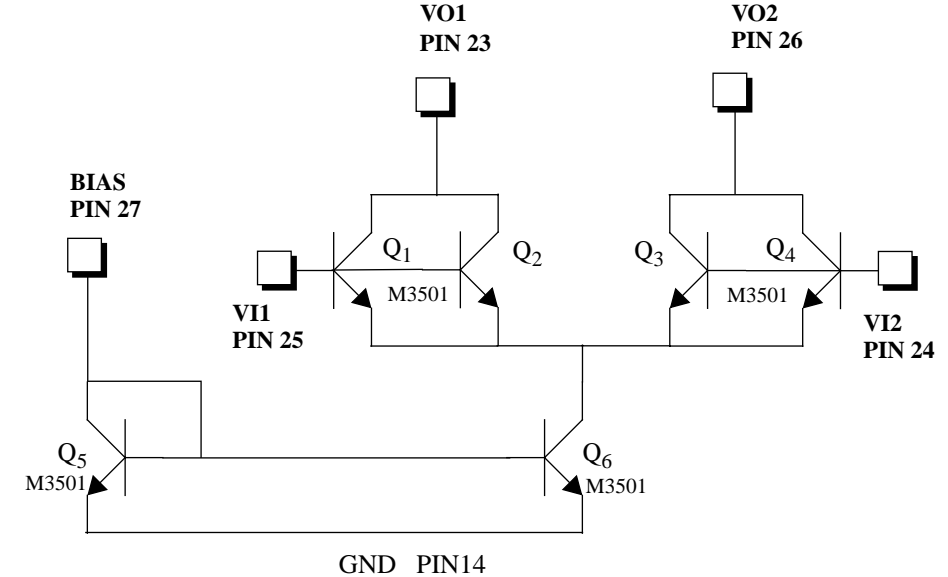 VO1
PIN 23
VO2
PIN 26
BIAS
PIN 27
Q1
Q2
Q3
Q4
M3501
M3501
VI1
PIN 25
VI2
PIN 24
Q5
M3501
Q6
M3501
GND PIN14